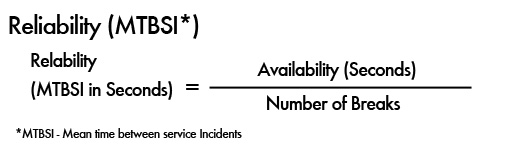 Reliability (MTBSI*)
Relability
(MTBSI in Seconds) =
Availability (Seconds)
Number of Breaks
*MTBSI - Mean time between service Incidents